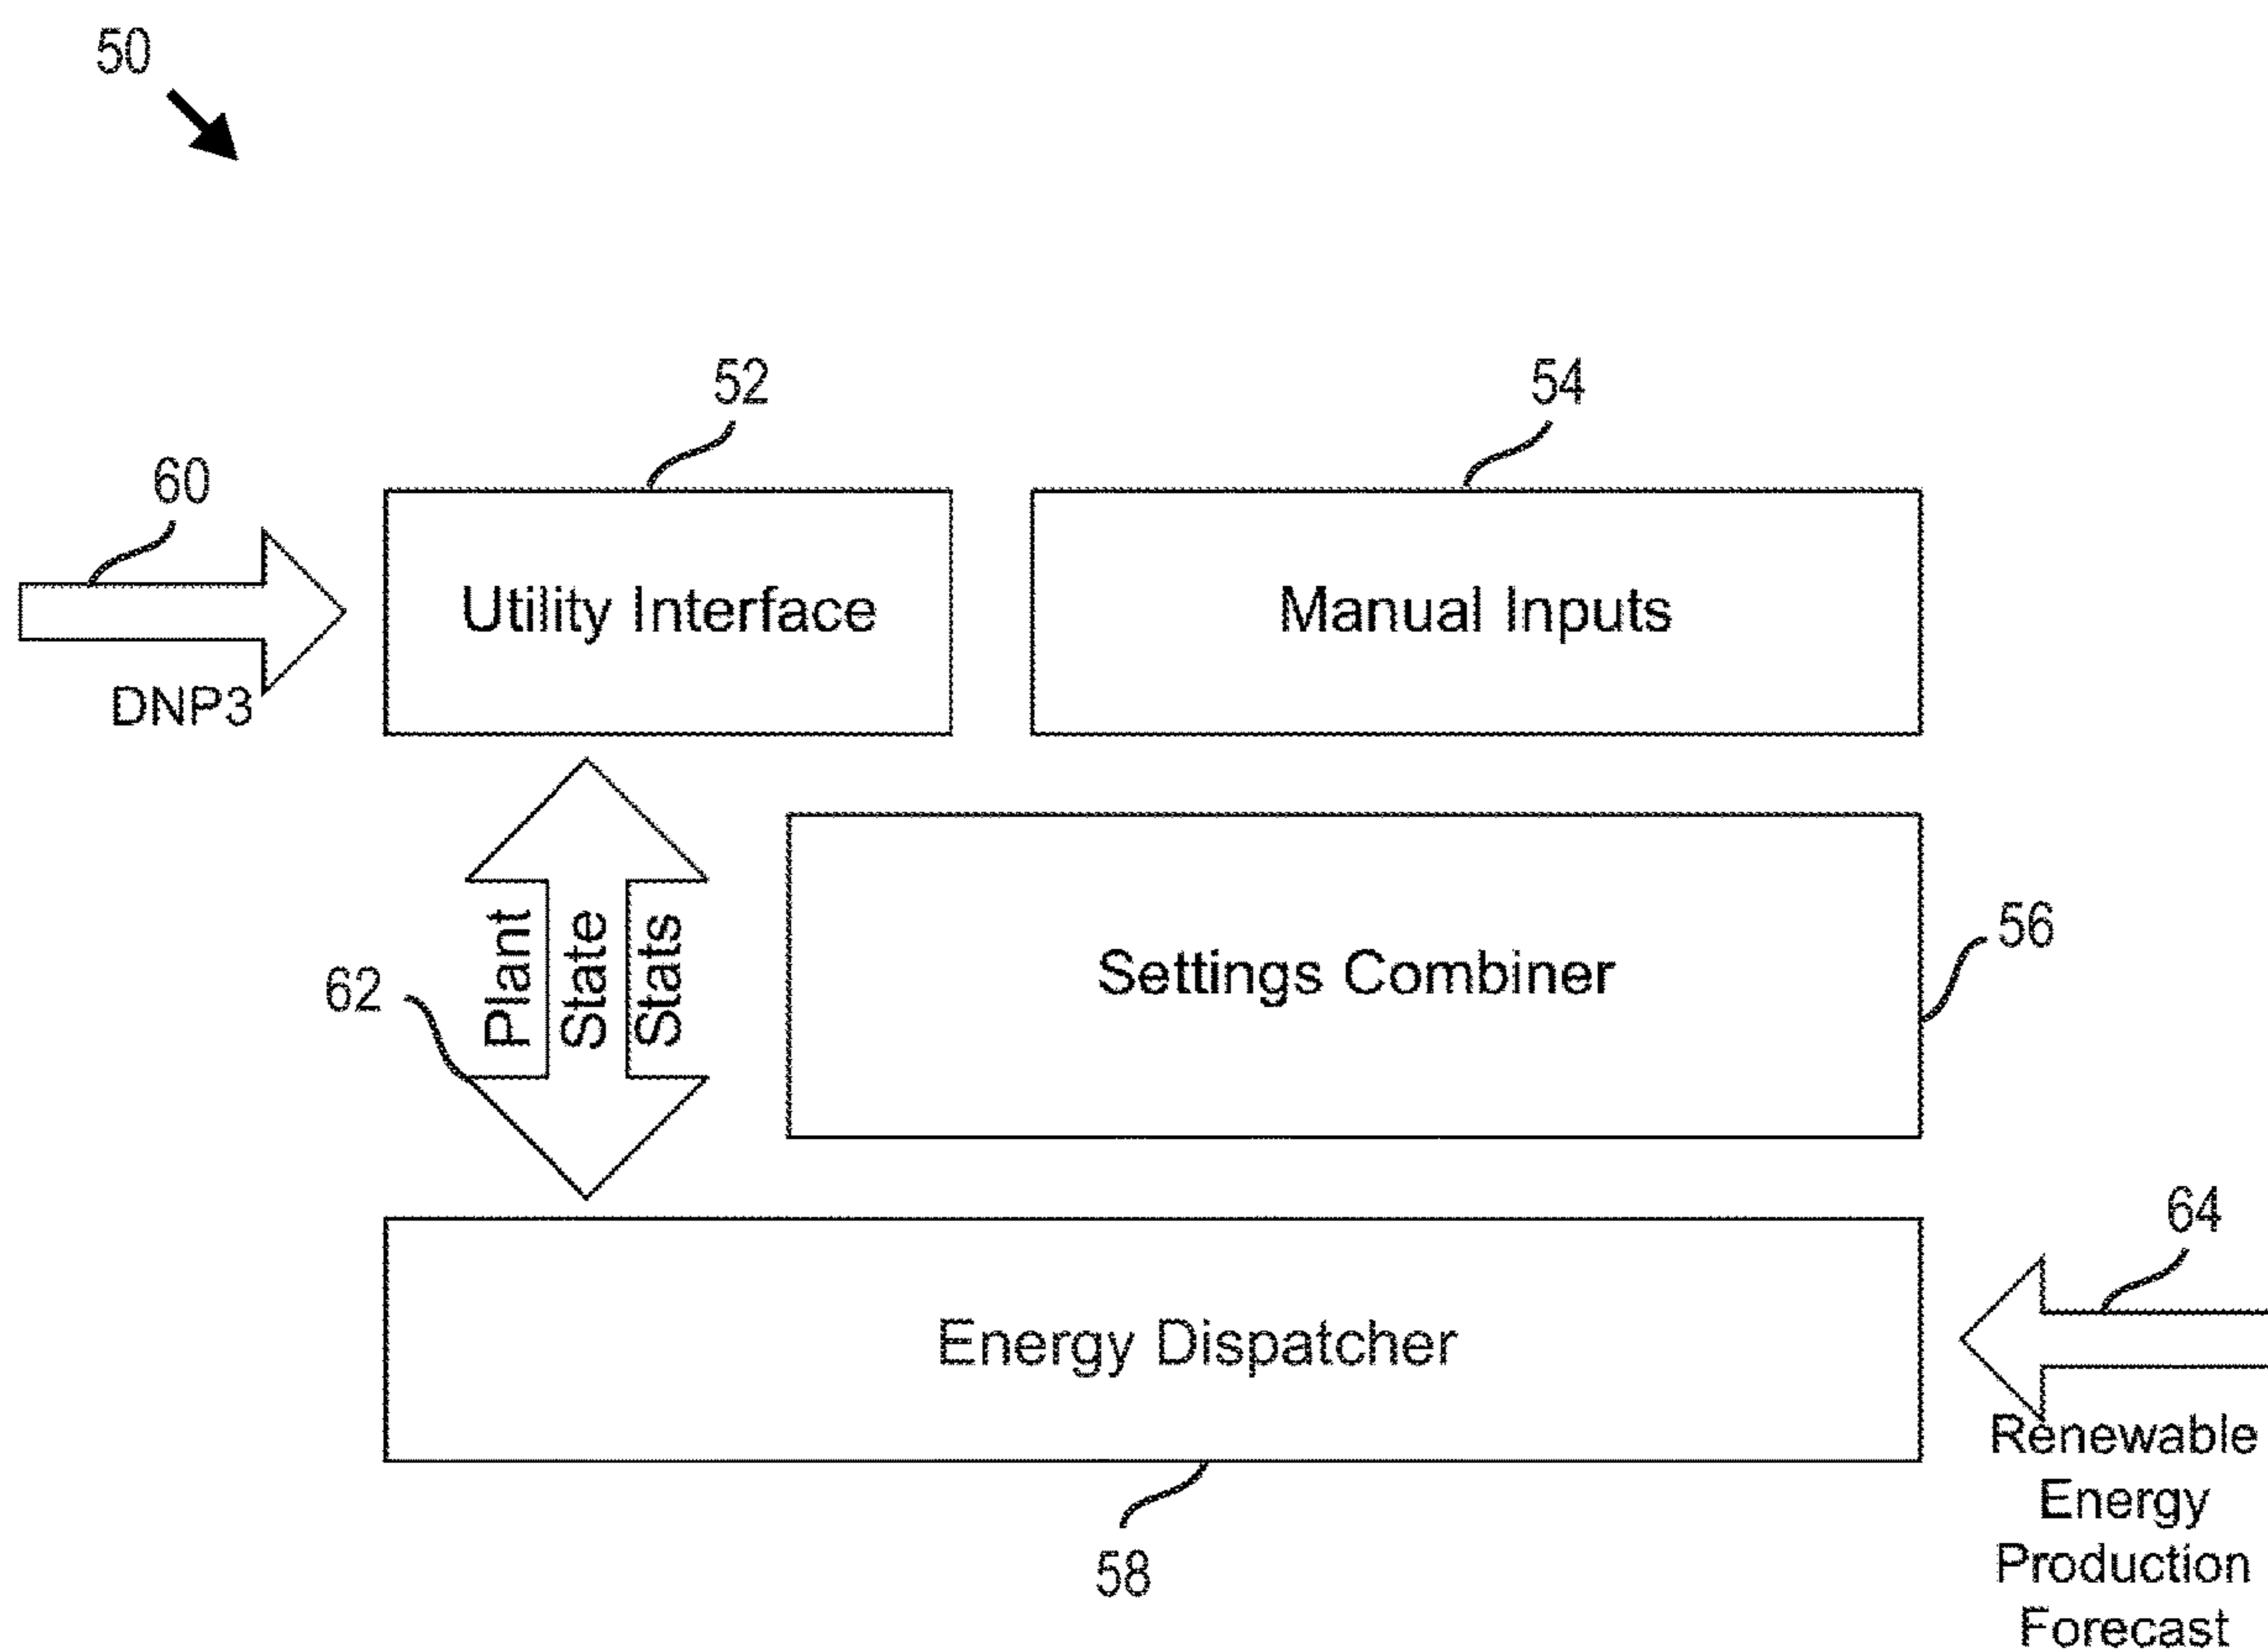 50
52
54
60
Utility Interface
Manual Inputs
DNP3
Plant
State
Stats
62
Settings Combiner
56
64
Energy Dispatcher
Renewable
Energy
Production
Forecast
58